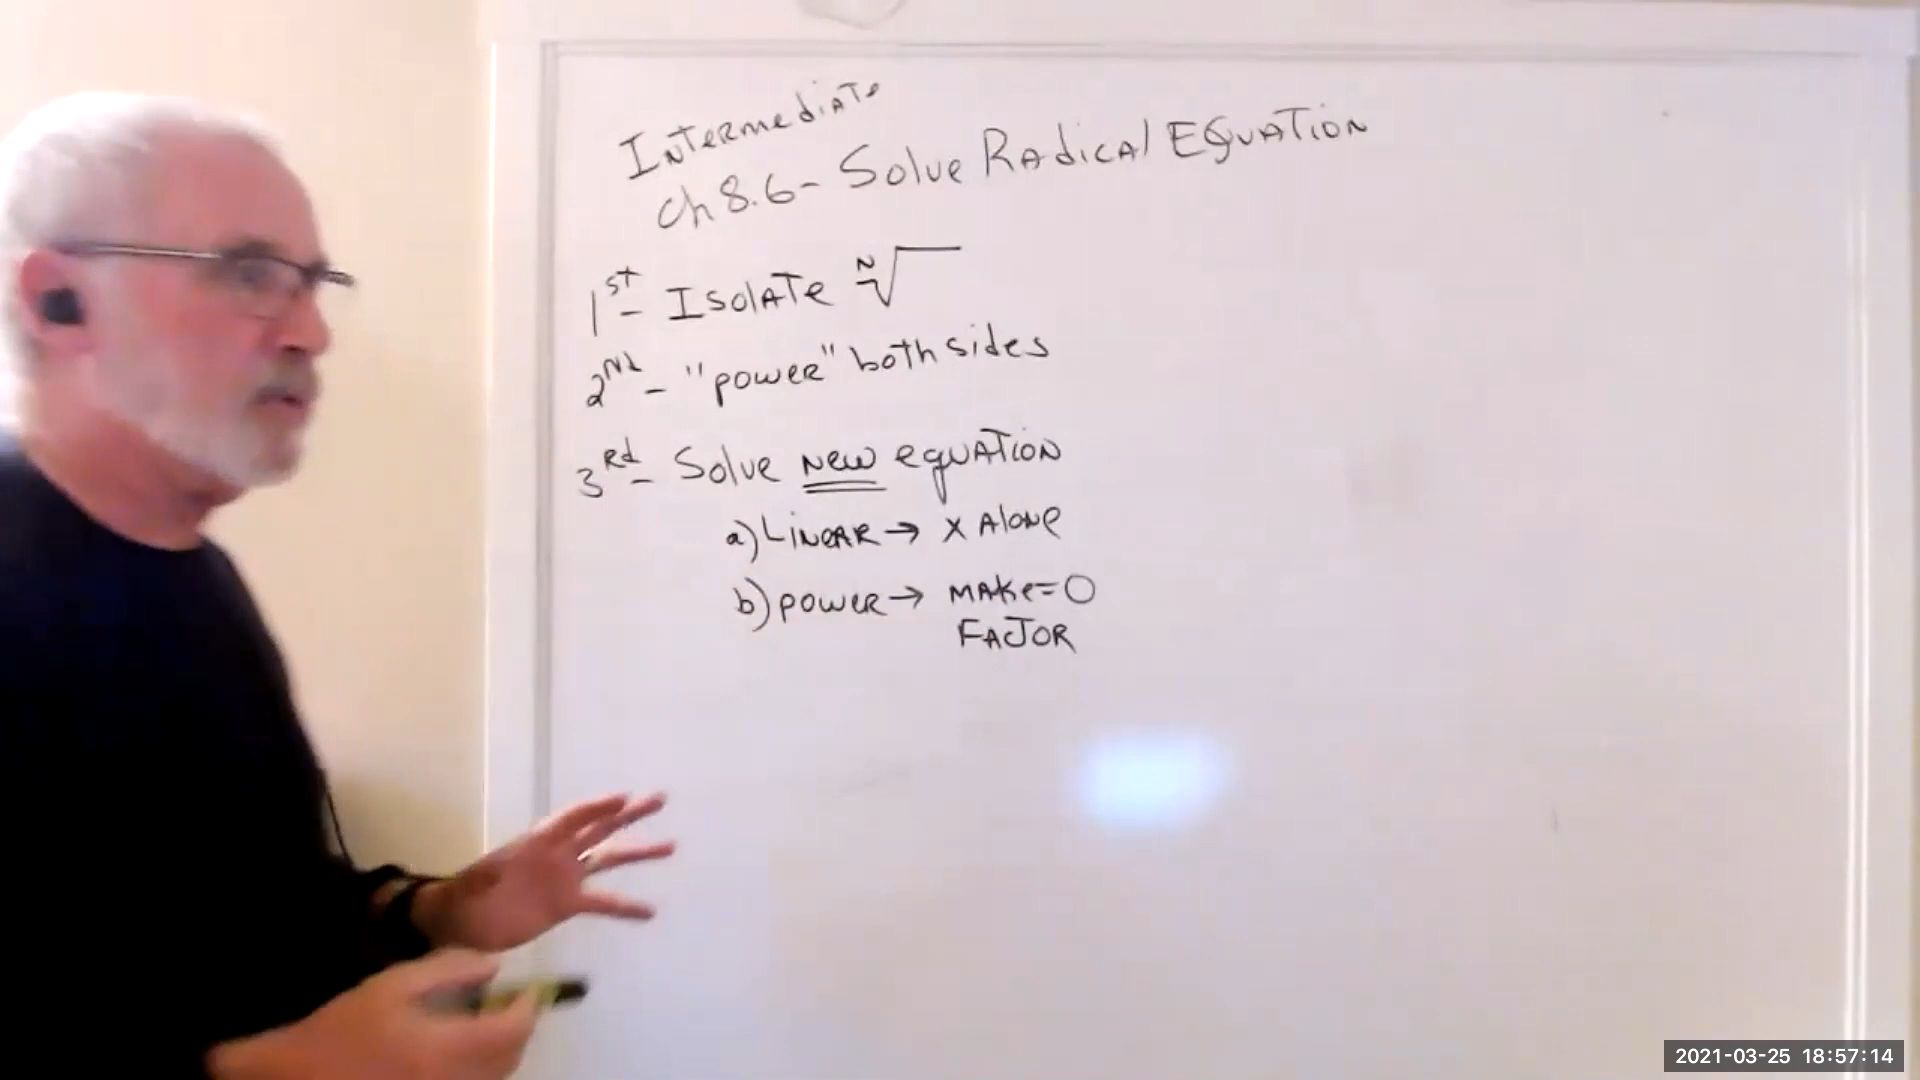 Intermediate
Ch 8.6 - Solve Radical Equation
1st - Isolate N√
2nd - "power" both sides
3rd - Solve new equation
a) Linear → x Alone
b) power → make = 0
Factor
2021-03-25 18:57:14